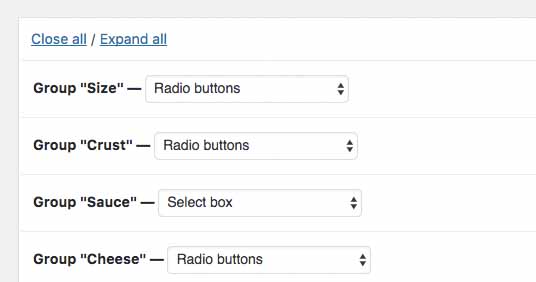 Close all / Expand all
Group "Size" — Radio buttons
Group "Crust" — Radio buttons
Group "Sauce" — Select box
Group "Cheese" — Radio buttons